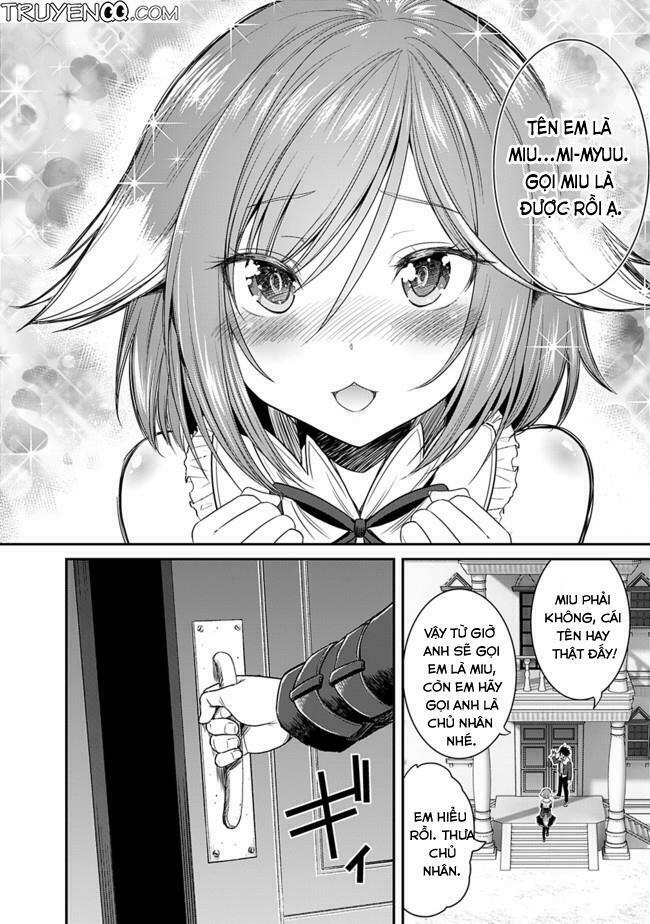 TRUYENQQ.COM
TÊN EM LÀ
MIU...MI-MYUU.
GỌI MIU LÀ
ĐƯỢC RỒI Ạ.
MIU PHẢI
KHÔNG, CÁI
TÊN HAY
THẬT ĐẤY!
VẬY TỪ GIỜ
ANH SẼ GỌI
EM LÀ MIU,
CÒN EM HÃY
GỌI ANH LÀ
CHỦ NHÂN
NHÉ.
EM HIỂU
RỒI. THƯA
CHỦ
NHÂN.
ギィ